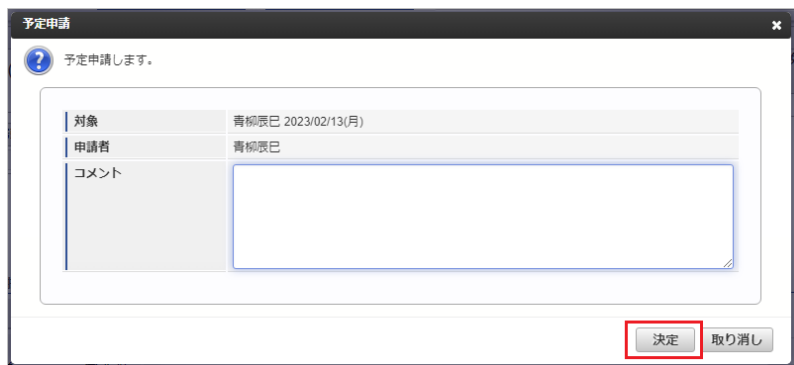 予定申請
予定申請します。
対象 青柳辰巳 2023/02/13(月)
申請者 青柳辰巳
コメント
決定 取り消し